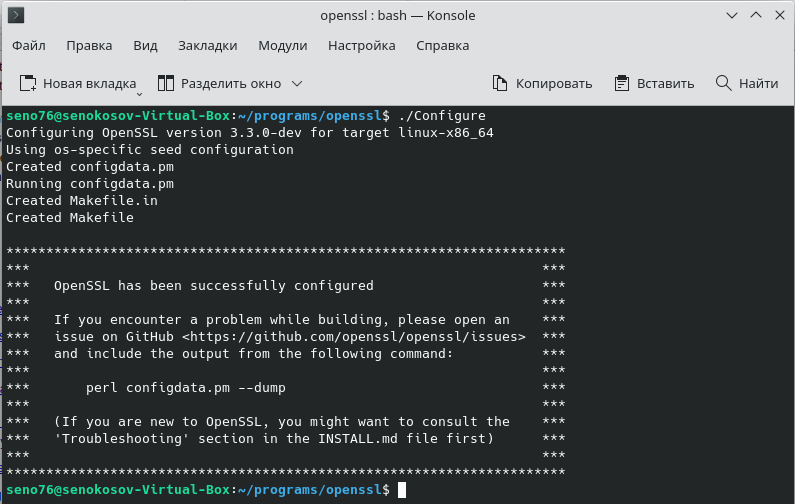 openssl : bash — Konsole
Файл Правка Вид Закладки Модули Настройка Справка
Новая вкладка Разделить окно Копировать Вставить Найти
seno76@senokosov-Virtual-Box:~/programs/openssl$ ./Configure
Configuring OpenSSL version 3.3.0-dev for target linux-x86_64
Using os-specific seed configuration
Created configdata.pm
Running configdata.pm
Created Makefile.in
Created Makefile
**********************************************************************
***                                                                ***
***   OpenSSL has been successfully configured                     ***
***                                                                ***
***   If you encounter a problem while building, please open an    ***
***   issue on GitHub <https://github.com/openssl/openssl/issues>  ***
***   and include the output from the following command:           ***
***                                                                ***
***       perl configdata.pm --dump                                ***
***                                                                ***
***   (If you are new to OpenSSL, you might want to consult the    ***
***   'Troubleshooting' section in the INSTALL.md file first)      ***
***                                                                ***
**********************************************************************
seno76@senokosov-Virtual-Box:~/programs/openssl$